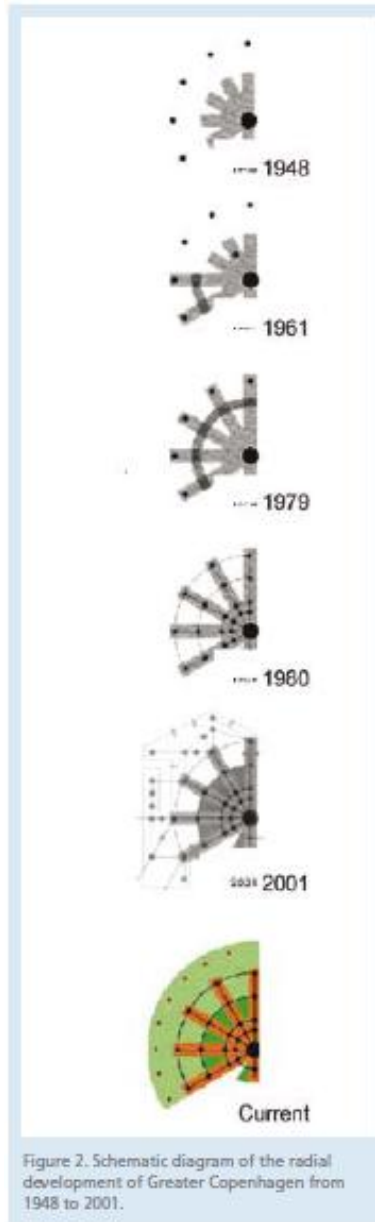 1948
1961
1979
1960
2001
Current
Figure 2. Schematic diagram of the radial
development of Greater Copenhagen from
1948 to 2001.